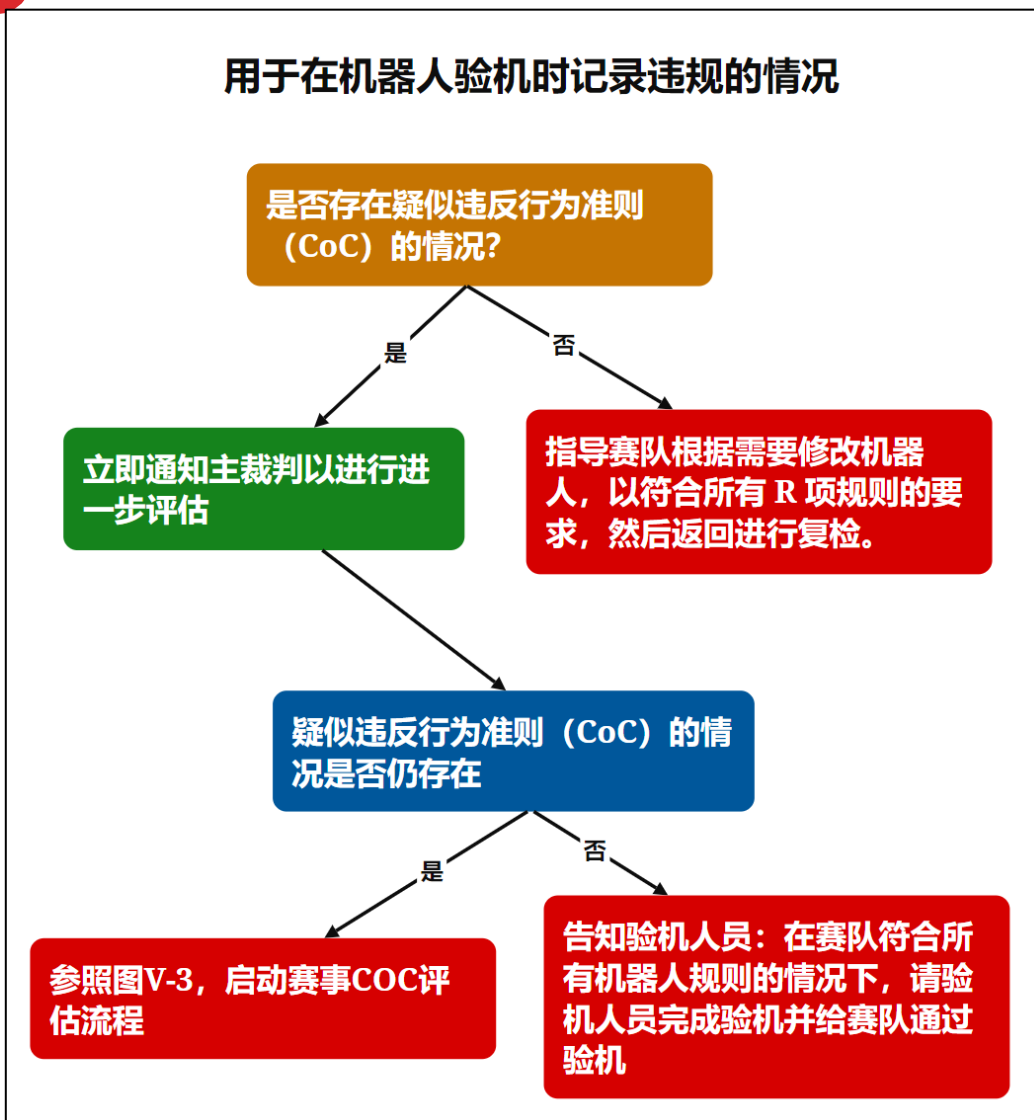 用于在机器人验机时记录违规的情况
是否存在疑似违反行为准则
（CoC）的情况？
是
否
立即通知主裁判以进行进
一步评估
指导赛队根据需要修改机器
人，以符合所有 R 项规则的要
求，然后返回进行复检。
疑似违反行为准则（CoC）的情
况是否仍存在
是
否
参照图V-3，启动赛事COC评
估流程
告知验机人员：在赛队符合所
有机器人规则的情况下，请验
机人员完成验机并给赛队通过
验机